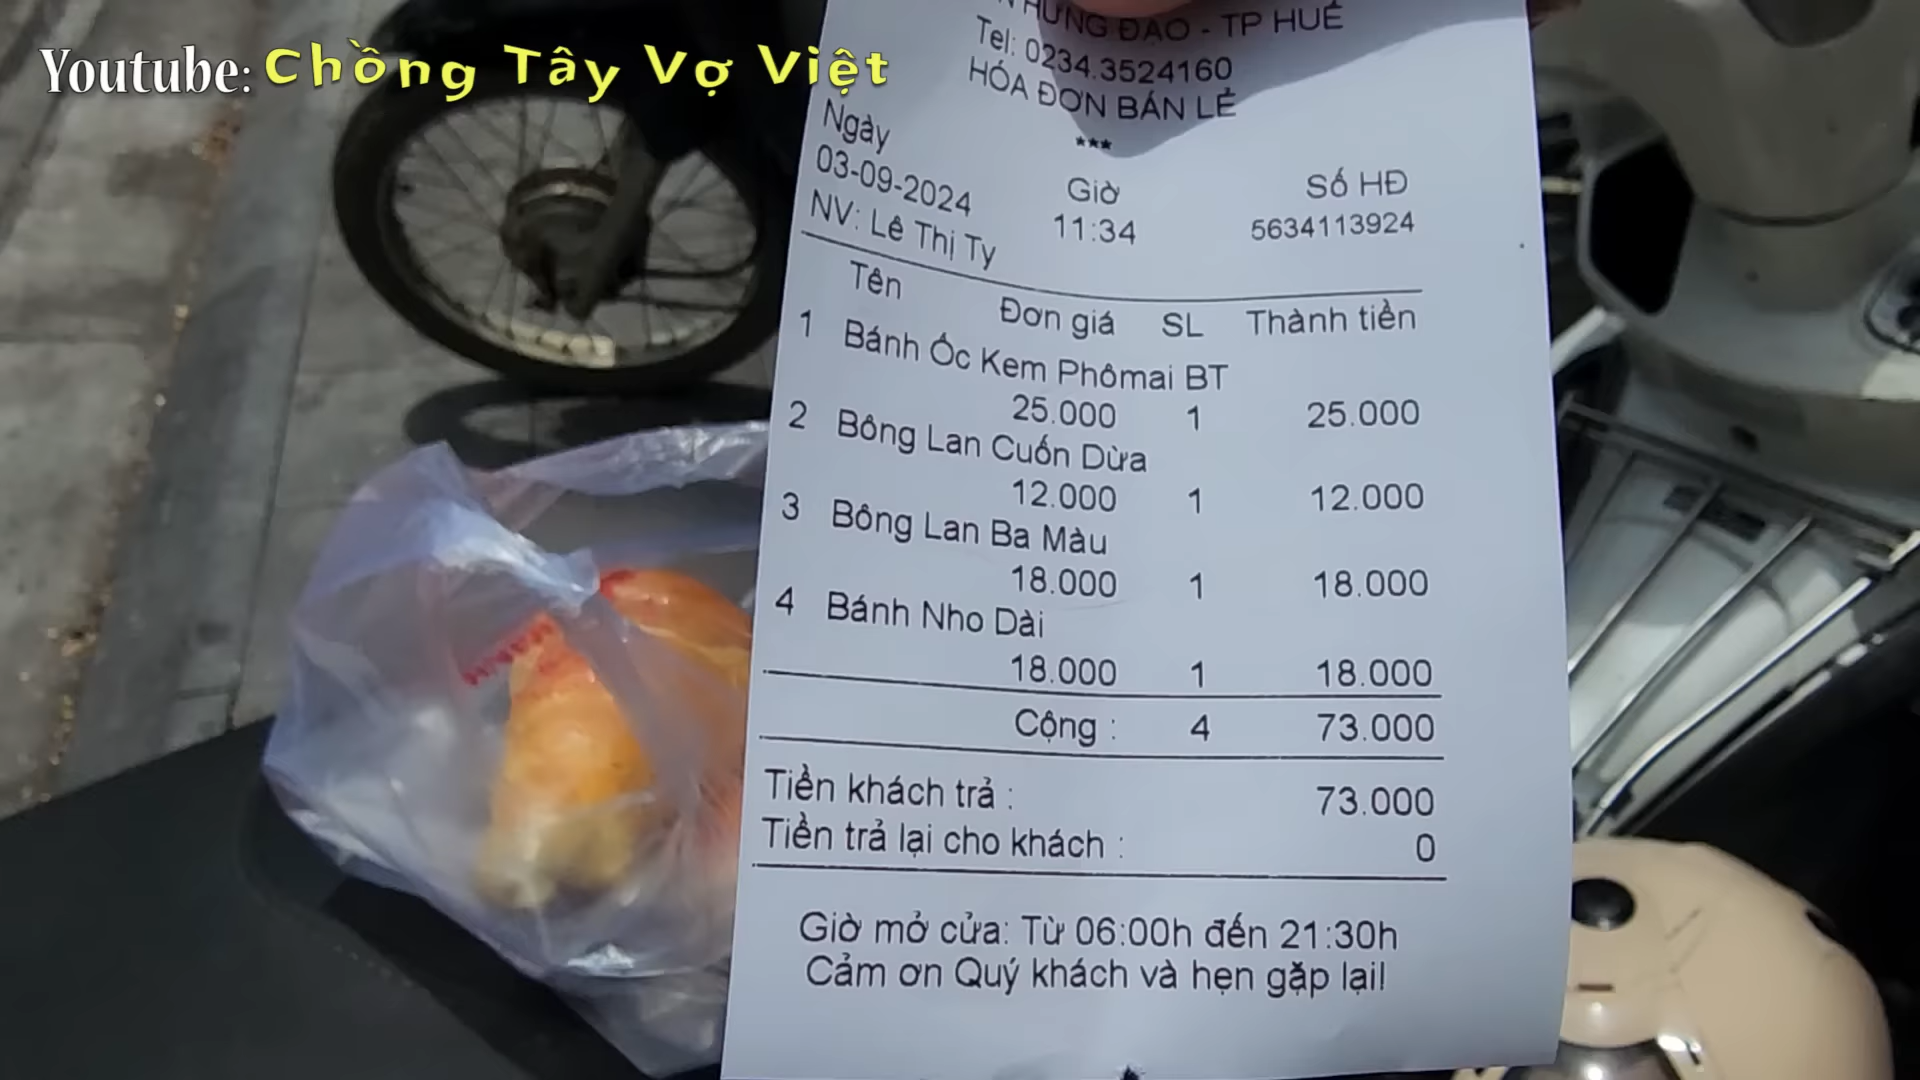 Youtube: Chồng Tây Vợ Việt
HƯNG ĐẠO - TP HUẾ
Tel: 0234.3524160
HÓA ĐƠN BÁN LẺ
***
Ngày Giờ Số HĐ
03-09-2024 11:34 5634113924
NV: Lê Thị Ty
Tên Đơn giá SL Thành tiền
1 Bánh Ốc Kem Phômai BT
25.000 1 25.000
2 Bông Lan Cuốn Dừa
12.000 1 12.000
3 Bông Lan Ba Màu
18.000 1 18.000
4 Bánh Nho Dài
18.000 1 18.000
Cộng : 4 73.000
Tiền khách trả : 73.000
Tiền trả lại cho khách : 0
Giờ mở cửa: Từ 06:00h đến 21:30h
Cảm ơn Quý khách và hẹn gặp lại!